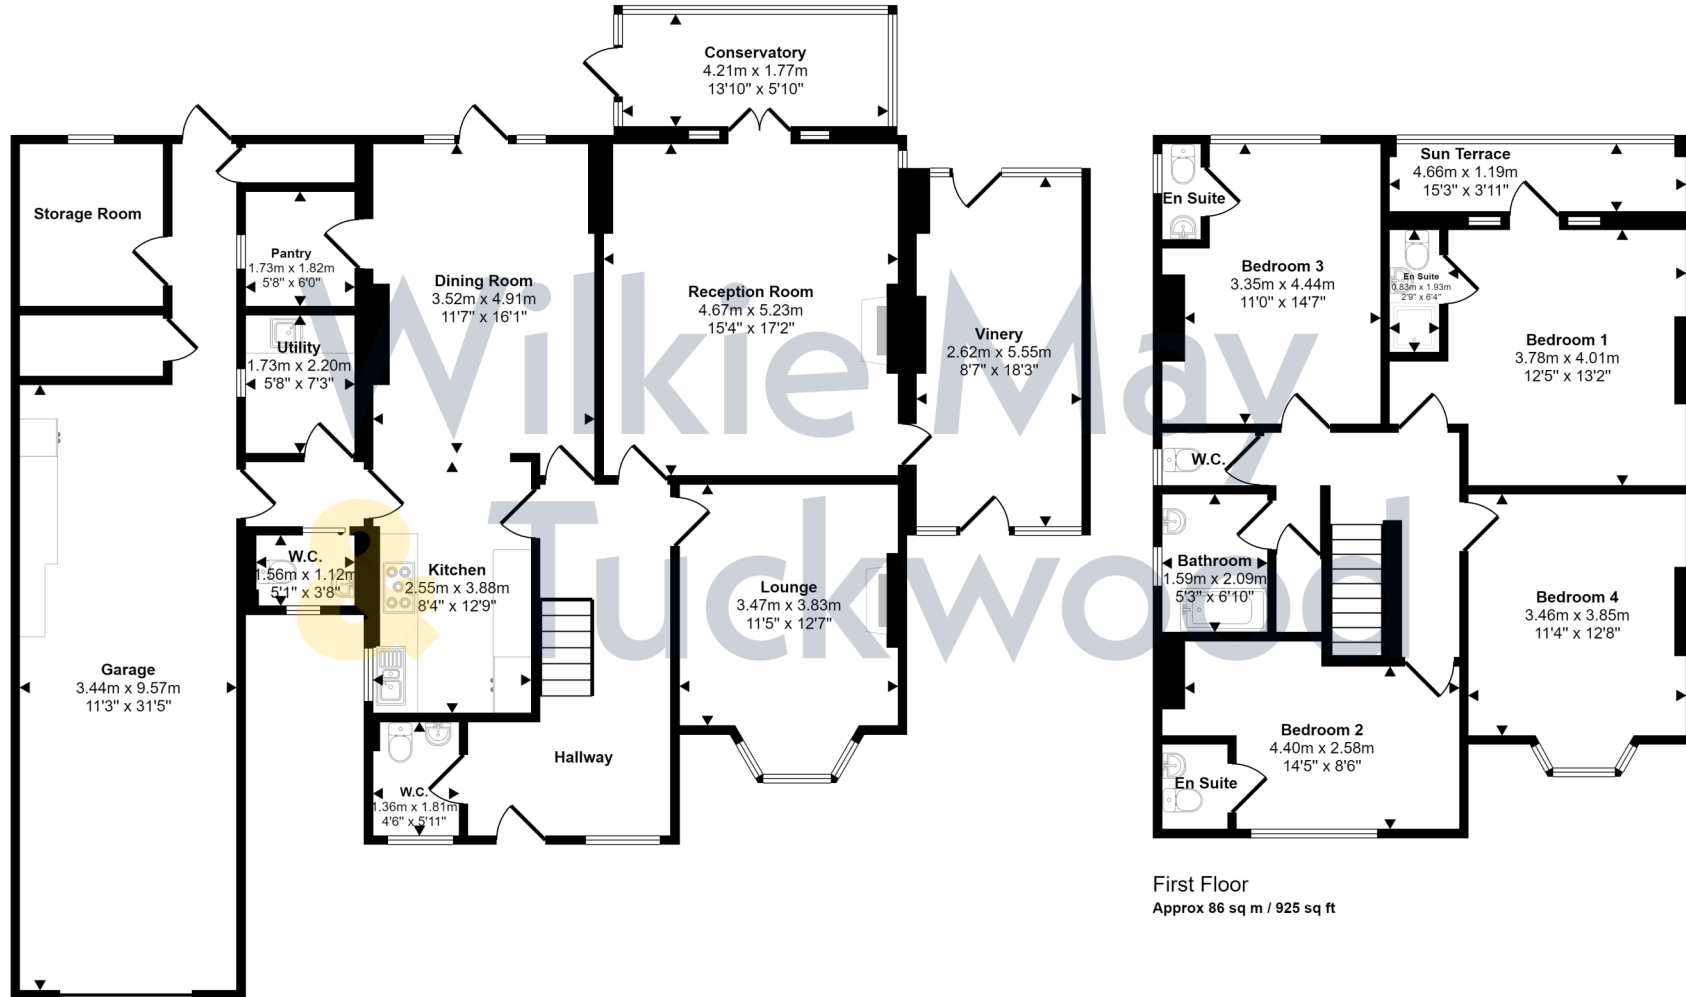 Conservatory
4.21m x 1.77m
13'10" x 5'10"
Storage Room
Pantry
1.73m x 1.82m
5'8" x 6'0"
Dining Room
3.52m x 4.91m
11'7" x 16'1"
Reception Room
4.67m x 5.23m
15'4" x 17'2"
Utility
1.73m x 2.20m
5'8" x 7'3"
Vinery
2.62m x 5.55m
8'7" x 18'3"
W.C.
1.56m x 1.12m
5'1" x 3'8"
Kitchen
2.55m x 3.88m
8'4" x 12'9"
Lounge
3.47m x 3.83m
11'5" x 12'7"
Garage
3.44m x 9.57m
11'3" x 31'5"
Hallway
W.C.
1.36m x 1.81m
4'6" x 5'11"
Sun Terrace
4.66m x 1.19m
15'3" x 3'11"
En Suite
Bedroom 3
3.35m x 4.44m
11'0" x 14'7"
En Suite
0.83m x 1.93m
2'9" x 6'4"
Bedroom 1
3.78m x 4.01m
12'5" x 13'2"
W.C.
Bathroom
1.59m x 2.09m
5'3" x 6'10"
Bedroom 4
3.46m x 3.85m
11'4" x 12'8"
Bedroom 2
4.40m x 2.58m
14'5" x 8'6"
En Suite
First Floor
Approx 86 sq m / 925 sq ft
Wilkie May
& Tuckwood